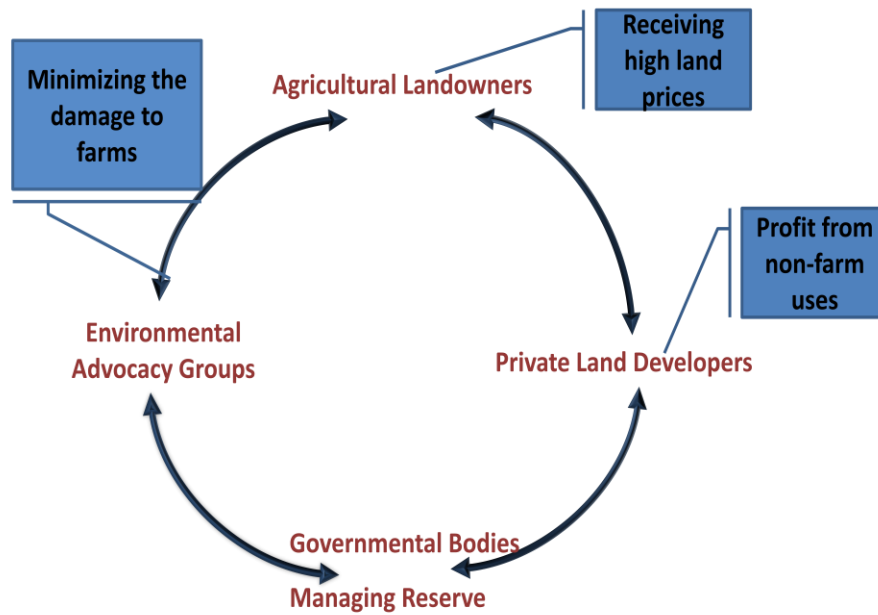 Receiving
high land
prices
Agricultural Landowners
Minimizing the
damage to
farms
Profit from
non-farm
uses
Environmental
Advocacy Groups
Private Land Developers
Governmental Bodies
Managing Reserve